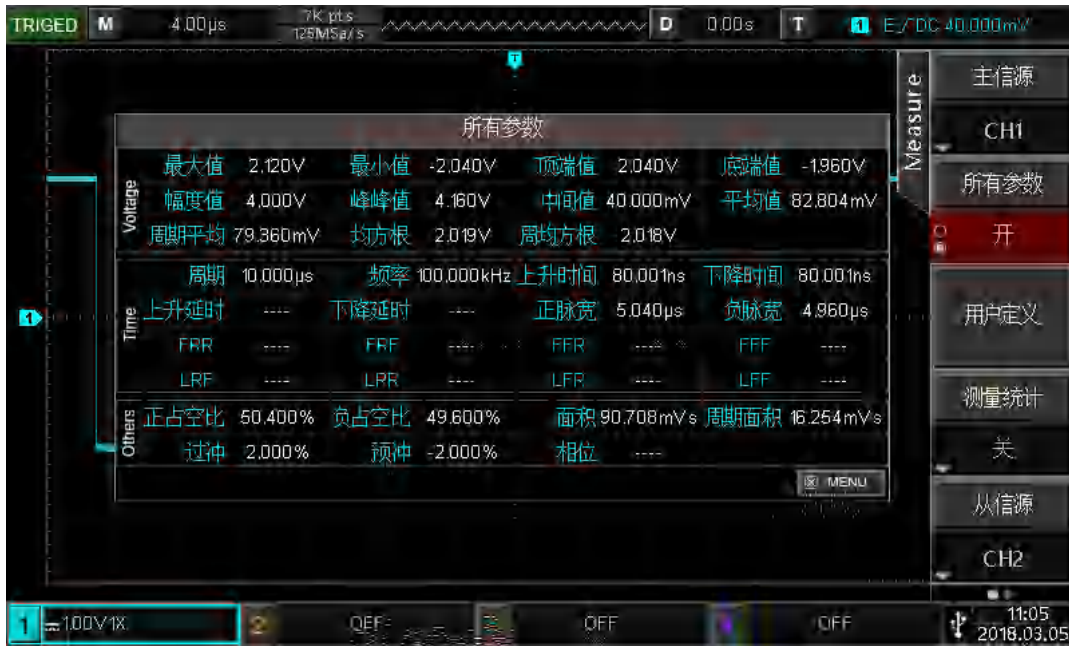 TRIGED M 4.00μs 7K pts D 0.00s T 1
125MSa/s
主信源
CH1
Measure
所有参数
开
用户定义
测量统计
关
从信源
CH2
所有参数
Voltage
最大值 2.120V 最小值 -2.040V 顶端值 2.040V 底端值 -1.960V
幅度值 4.000V 峰峰值 4.160V 中间值 40.000mV 平均值 82.804mV
周期平均 79.360mV 均方根 2.019V 周均方根 2.018V
Time
周期 10.000μs 频率 100.000kHz 上升时间 80.001ns 下降时间 80.001ns
上升延时 ---- 下降延时 ---- 正脉宽 5.040μs 负脉宽 4.960μs
FRR ---- FRF ---- FFR ---- FFF ----
LRF ---- LRR ---- LFR ---- LFF ----
Others
正占空比 50.400% 负占空比 49.600% 面积 90.708mVs 周期面积 16.254mVs
过冲 2.000% 预冲 -2.000% 相位 ----
MENU
1
1 1.00V 1X 2 OFF OFF OFF
11:05
2018.03.05